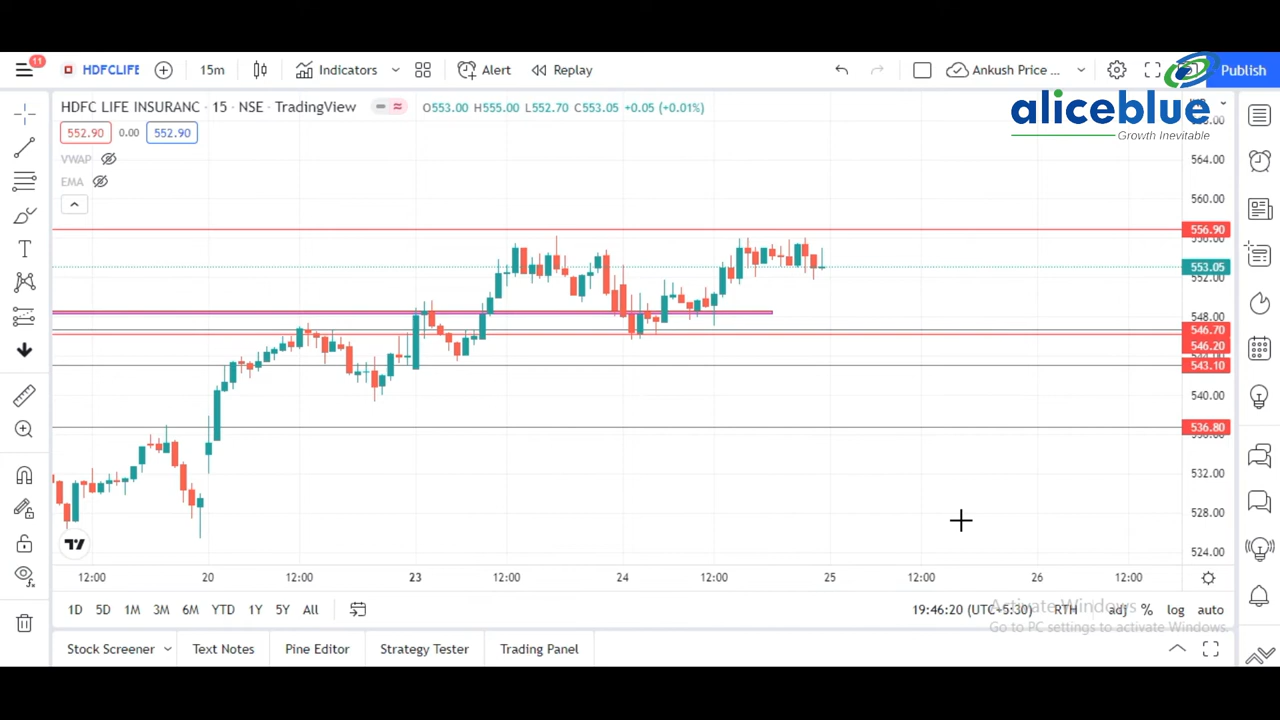 11
HDFCLIFE
15m
Indicators
Alert
Replay
Ankush Price ...
Publish
HDFC LIFE INSURANC · 15 · NSE · TradingView
O553.00 H555.00 L552.70 C553.05 +0.05 (+0.01%)
aliceblue
Growth Inevitable
552.90
0.00
552.90
VWAP
EMA
564.00
560.00
556.90
553.05
552.00
548.00
546.70
546.20
543.10
540.00
536.80
532.00
528.00
524.00
12:00
20
12:00
23
12:00
24
12:00
25
12:00
26
12:00
1D
5D
1M
3M
6M
YTD
1Y
5Y
All
19:46:20 (UTC+5:30)
RTH
adj
%
log
auto
Activate Windows
Go to PC settings to activate Windows.
Stock Screener
Text Notes
Pine Editor
Strategy Tester
Trading Panel